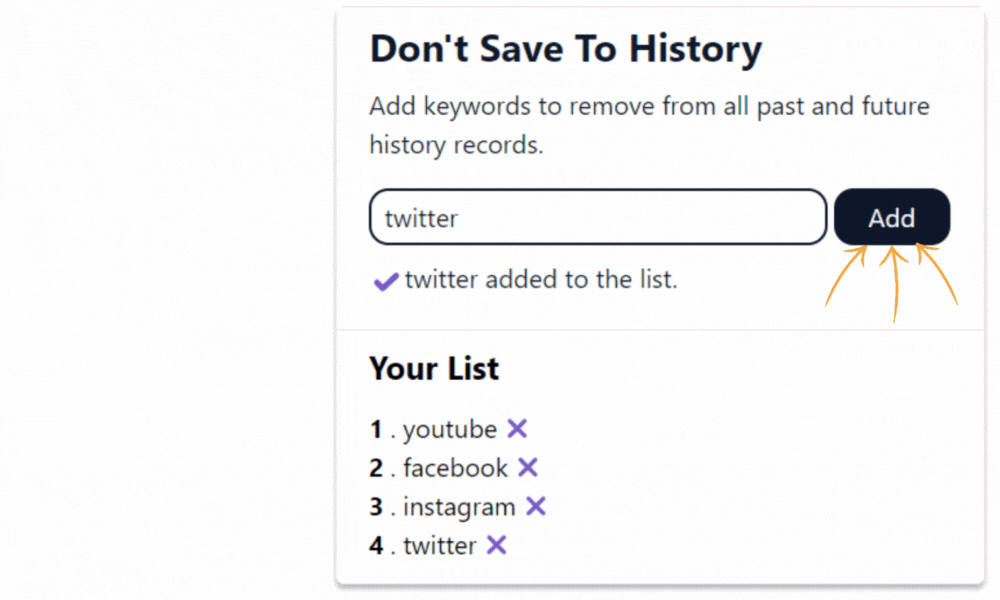 Don't Save To History
Add keywords to remove from all past and future
history records.
twitter Add
twitter added to the list.
Your List
1 . youtube
2 . facebook
3 . instagram
4 . twitter